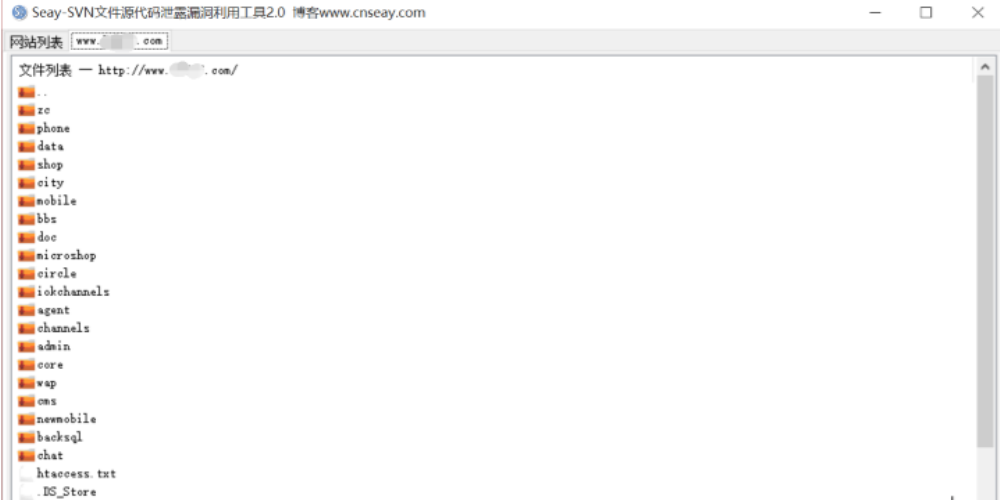 Seay-SVN文件源代码泄露漏洞利用工具2.0 博客www.cnseay.com
网站列表 www. .com
文件列表 — http://www. .com/
..
zc
phone
data
shop
city
mobile
bbs
doc
microshop
circle
iokchannels
agent
channels
admin
core
wap
cms
newmobile
backsql
chat
htaccess.txt
.DS_Store